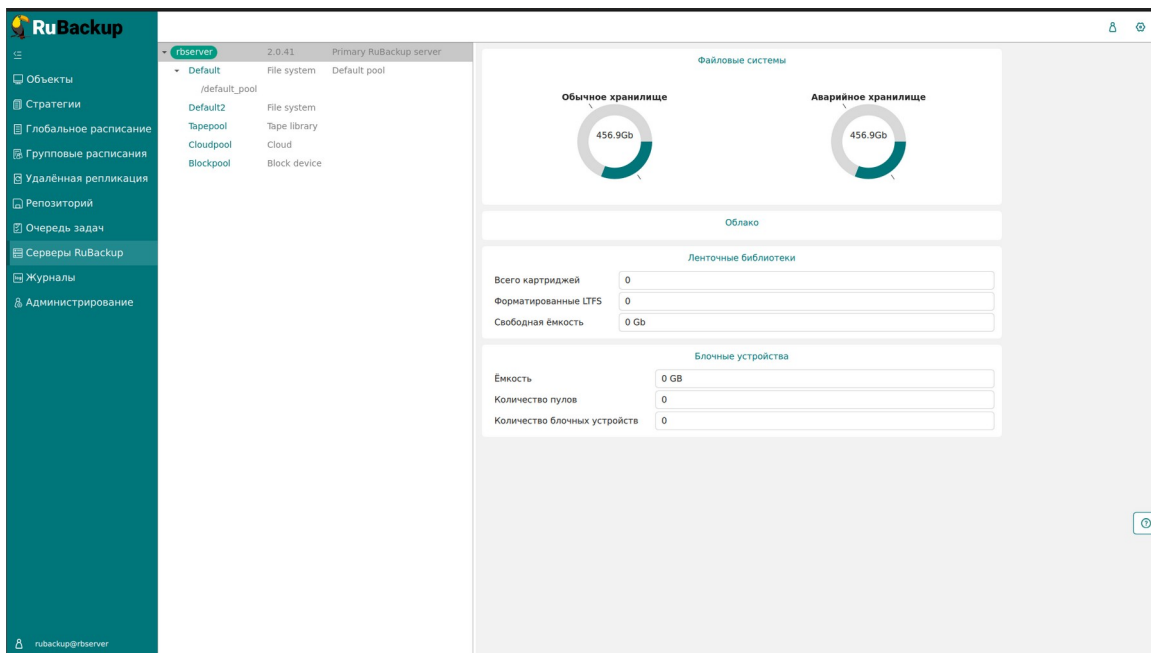 RuBackup
Объекты
Стратегии
Глобальное расписание
Групповые расписания
Удалённая репликация
Репозиторий
Очередь задач
Серверы RuBackup
Журналы
Администрирование
rubackup@rbserver
rbserver 2.0.41 Primary RuBackup server
Default File system Default pool
/default_pool
Default2 File system
Tapepool Tape library
Cloudpool Cloud
Blockpool Block device
Файловые системы
Обычное хранилище Аварийное хранилище
456.9Gb 456.9Gb
Облако
Ленточные библиотеки
Всего картриджей 0
Форматированные LTFS 0
Свободная ёмкость 0 Gb
Блочные устройства
Ёмкость 0 GB
Количество пулов 0
Количество блочных устройств 0